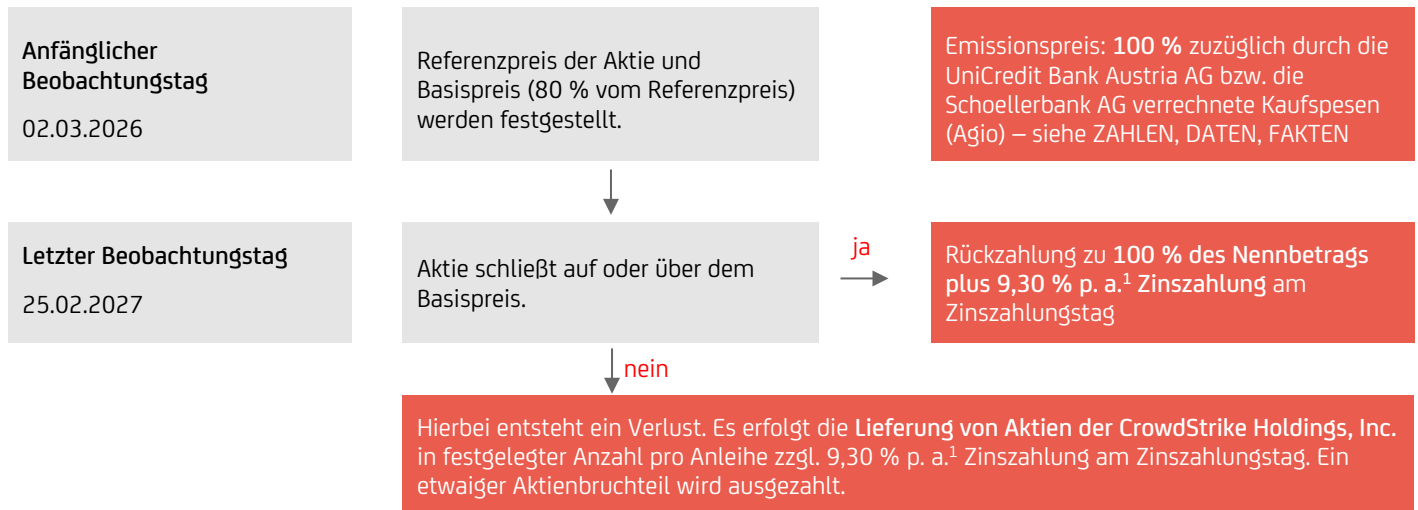 Anfänglicher
Beobachtungstag
02.03.2026
Referenzpreis der Aktie und
Basispreis (80 % vom Referenzpreis)
werden festgestellt.
Emissionspreis: 100 % zuzüglich durch die
UniCredit Bank Austria AG bzw. die
Schoellerbank AG verrechnete Kaufspesen
(Agio) – siehe ZAHLEN, DATEN, FAKTEN
Letzter Beobachtungstag
25.02.2027
Aktie schließt auf oder über dem
Basispreis.
ja
Rückzahlung zu 100 % des Nennbetrags
plus 9,30 % p. a.¹ Zinszahlung am
Zinszahlungstag
nein
Hierbei entsteht ein Verlust. Es erfolgt die Lieferung von Aktien der CrowdStrike Holdings, Inc.
in festgelegter Anzahl pro Anleihe zzgl. 9,30 % p. a.¹ Zinszahlung am Zinszahlungstag. Ein
etwaiger Aktienbruchteil wird ausgezahlt.